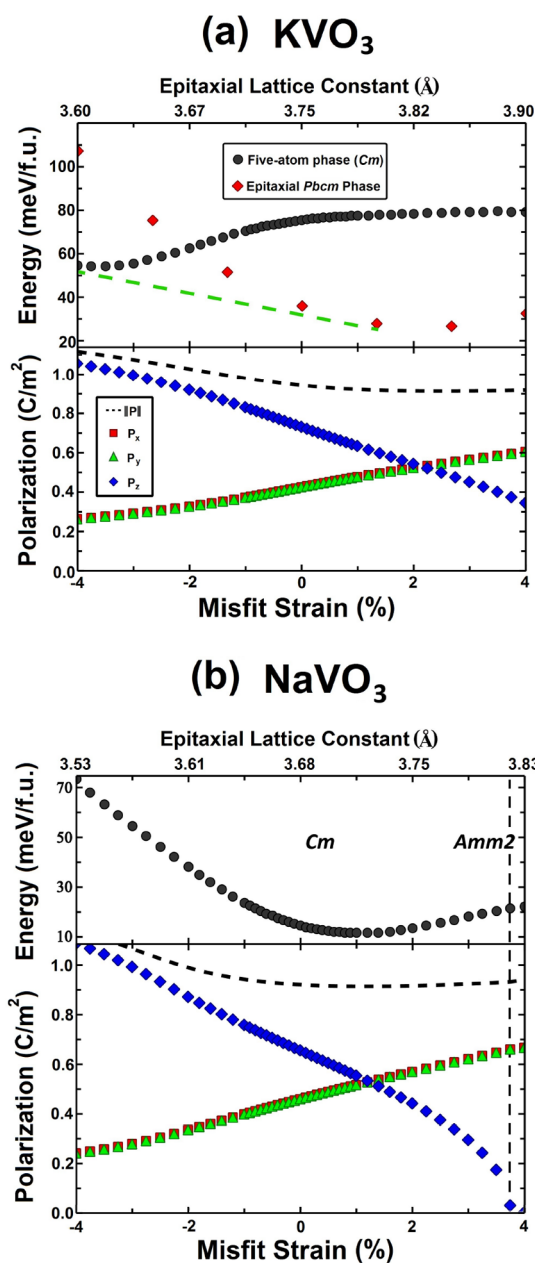 (a) KVO₃
Epitaxial Lattice Constant (Å)
3.60 3.67 3.75 3.82 3.90
Energy (meV/f.u.)
100
80
60
40
20
Five-atom phase (Cm)
Epitaxial Pbcm Phase
Polarization (C/m²)
1.0
0.8
0.6
0.4
0.2
0.0
||P||
Pₓ
Pᵧ
P_z
-4 -2 0 2 4
Misfit Strain (%)
(b) NaVO₃
Epitaxial Lattice Constant (Å)
3.53 3.61 3.68 3.75 3.83
Energy (meV/f.u.)
70
50
30
10
Cm Amm2
Polarization (C/m²)
1.0
0.8
0.6
0.4
0.2
0.0
-4 -2 0 2 4
Misfit Strain (%)